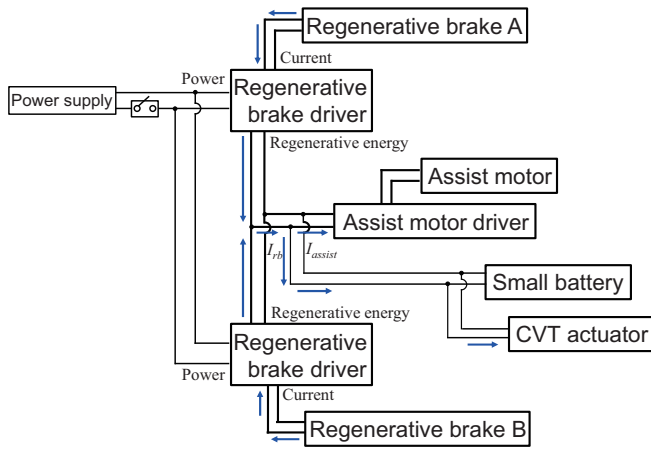 Regenerative brake A
Current
Power
Regenerative
brake driver
Power supply
Regenerative energy
Assist motor
Assist motor driver
I_rb
I_assist
Small battery
Regenerative energy
CVT actuator
Regenerative
brake driver
Power
Current
Regenerative brake B